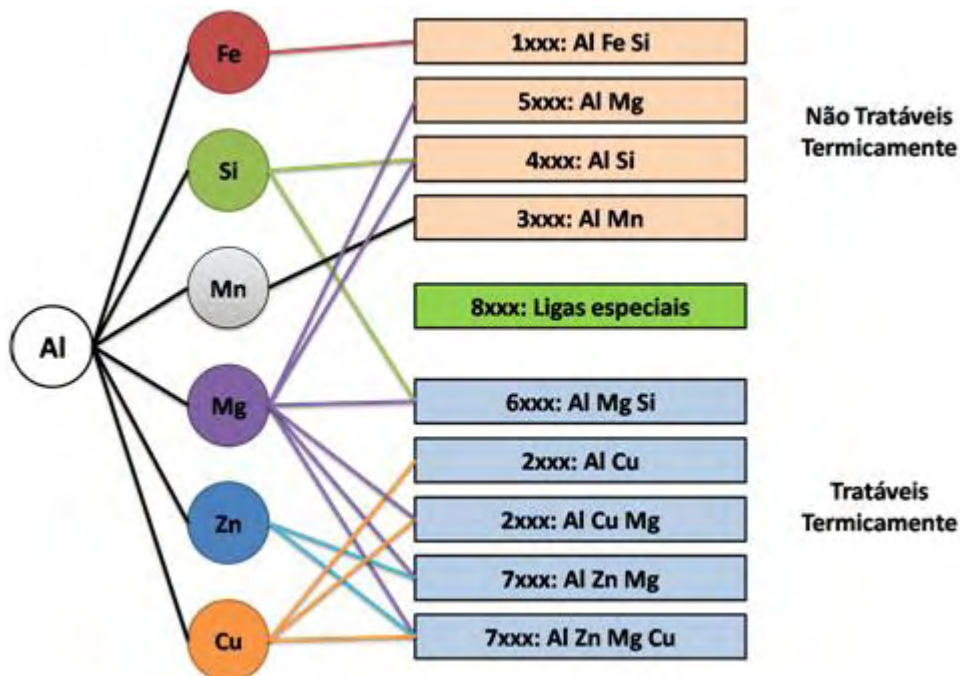 Al
Fe
Si
Mn
Mg
Zn
Cu
1xxx: Al Fe Si
5xxx: Al Mg
4xxx: Al Si
3xxx: Al Mn
8xxx: Ligas especiais
6xxx: Al Mg Si
2xxx: Al Cu
2xxx: Al Cu Mg
7xxx: Al Zn Mg
7xxx: Al Zn Mg Cu
Não Tratáveis
Termicamente
Tratáveis
Termicamente